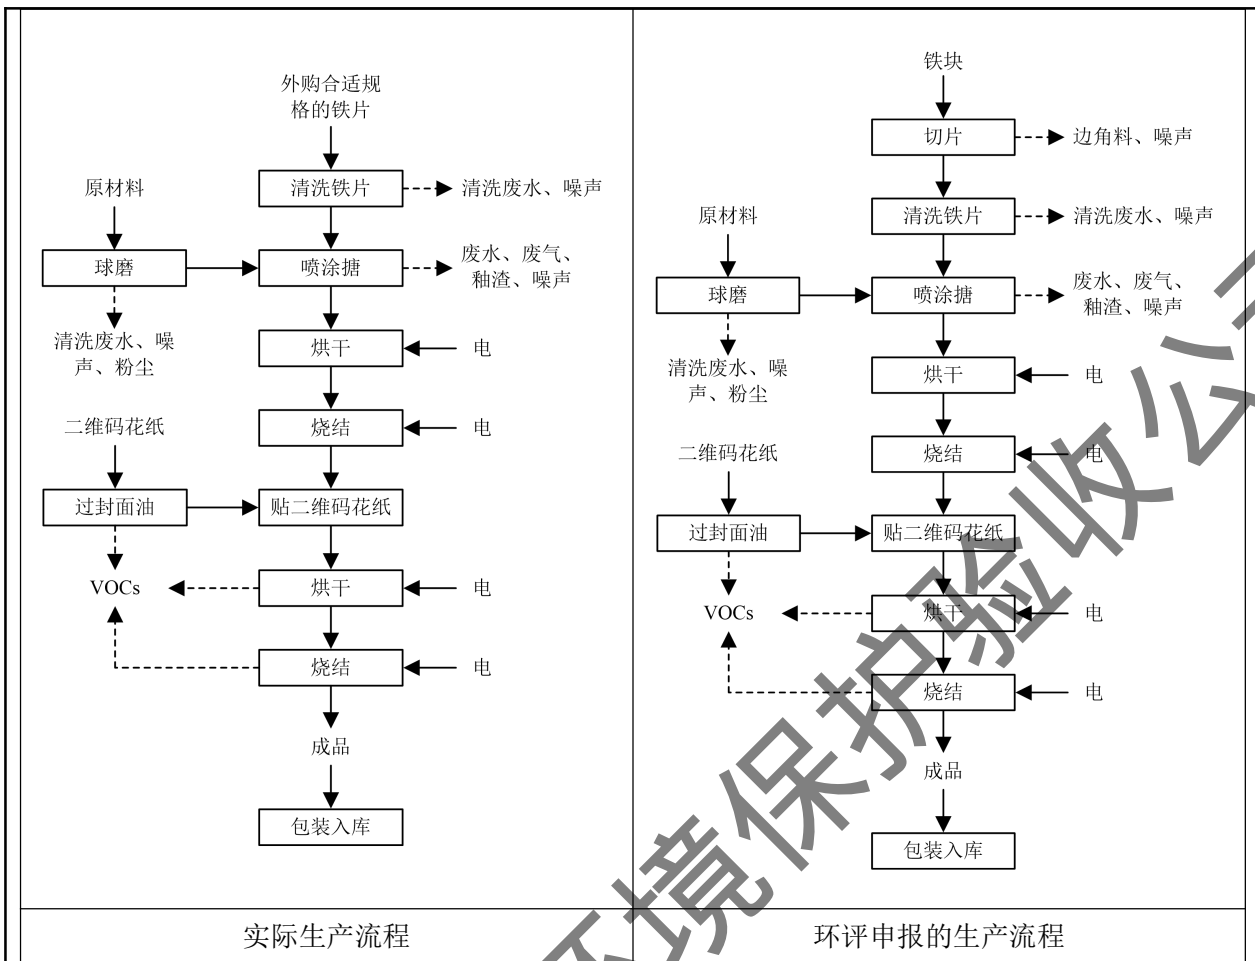 外购合适规
格的铁片
清洗铁片
清洗废水、噪声
原材料
球磨
喷涂搪
废水、废气、
釉渣、噪声
清洗废水、噪
声、粉尘
烘干
电
烧结
电
二维码花纸
过封面油
贴二维码花纸
VOCs
烘干
电
烧结
电
成品
包装入库
实际生产流程
铁块
切片
边角料、噪声
清洗铁片
清洗废水、噪声
原材料
球磨
喷涂搪
废水、废气、
釉渣、噪声
清洗废水、噪
声、粉尘
烘干
电
烧结
电
二维码花纸
过封面油
贴二维码花纸
VOCs
烘干
电
烧结
电
成品
包装入库
环评申报的生产流程
环境保护验收公